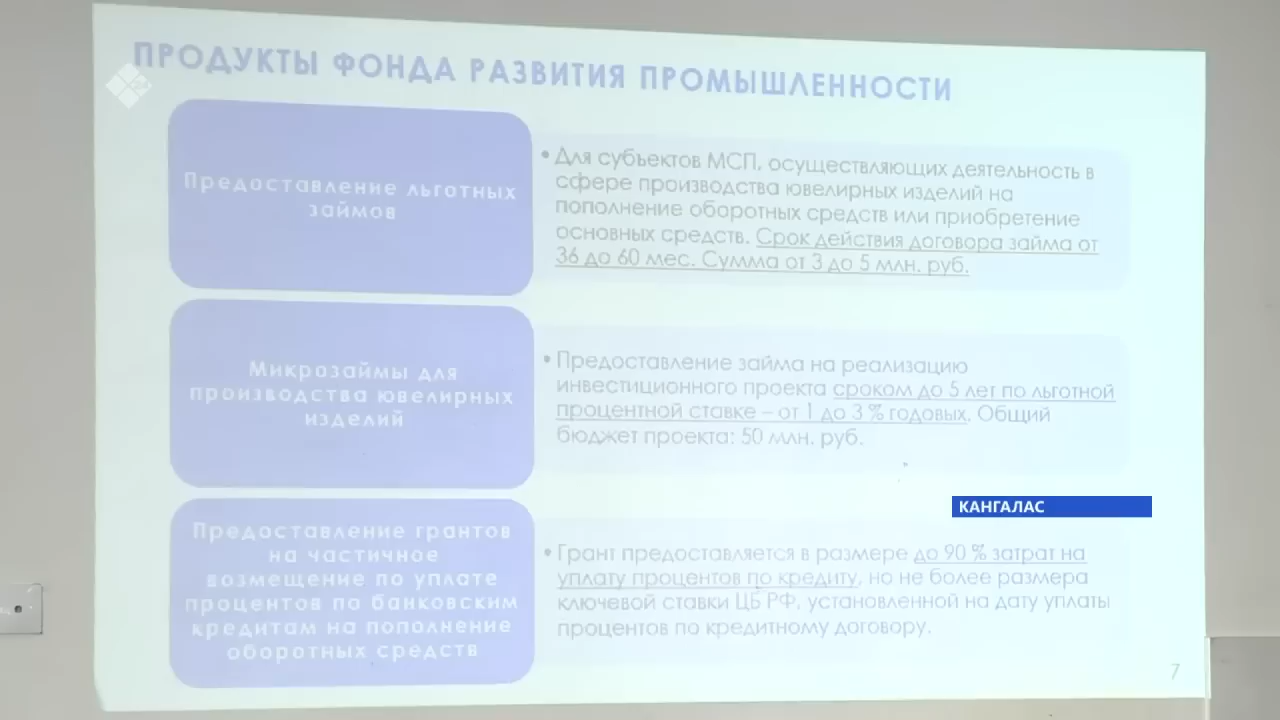 ПРОДУКТЫ ФОНДА РАЗВИТИЯ ПРОМЫШЛЕННОСТИ
Предоставление льготных
займов
• Для субъектов МСП, осуществляющих деятельность в
сфере производства ювелирных изделий на
пополнение оборотных средств или приобретение
основных средств. Срок действия договора займа от
36 до 60 мес. Сумма от 3 до 5 млн. руб.
Микрозаймы для
производства ювелирных
изделий
• Предоставление займа на реализацию
инвестиционного проекта сроком до 5 лет по льготной
процентной ставке – от 1 до 3 % годовых. Общий
бюджет проекта: 50 млн. руб.
КАНГАЛАС
Предоставление грантов
на частичное
возмещение по уплате
процентов по банковским
кредитам на пополнение
оборотных средств
• Грант предоставляется в размере до 90 % затрат на
уплату процентов по кредиту, но не более размера
ключевой ставки ЦБ РФ, установленной на дату уплаты
процентов по кредитному договору.
7